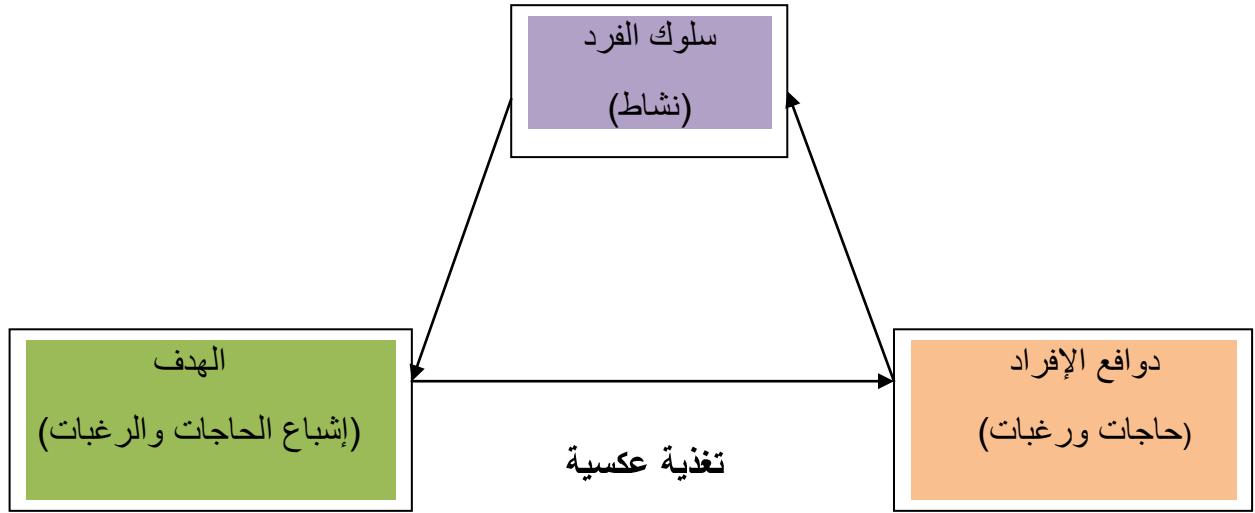 سلوك الفرد
(نشاط)
دوافع الإفراد
(حاجات ورغبات)
الهدف
(إشباع الحاجات والرغبات)
تغذية عكسية